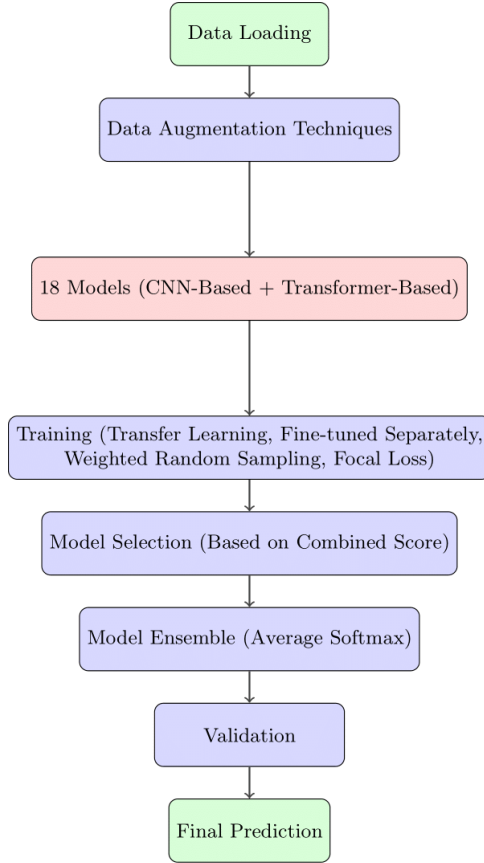 Data Loading
Data Augmentation Techniques
18 Models (CNN-Based + Transformer-Based)
Training (Transfer Learning, Fine-tuned Separately,
Weighted Random Sampling, Focal Loss)
Model Selection (Based on Combined Score)
Model Ensemble (Average Softmax)
Validation
Final Prediction